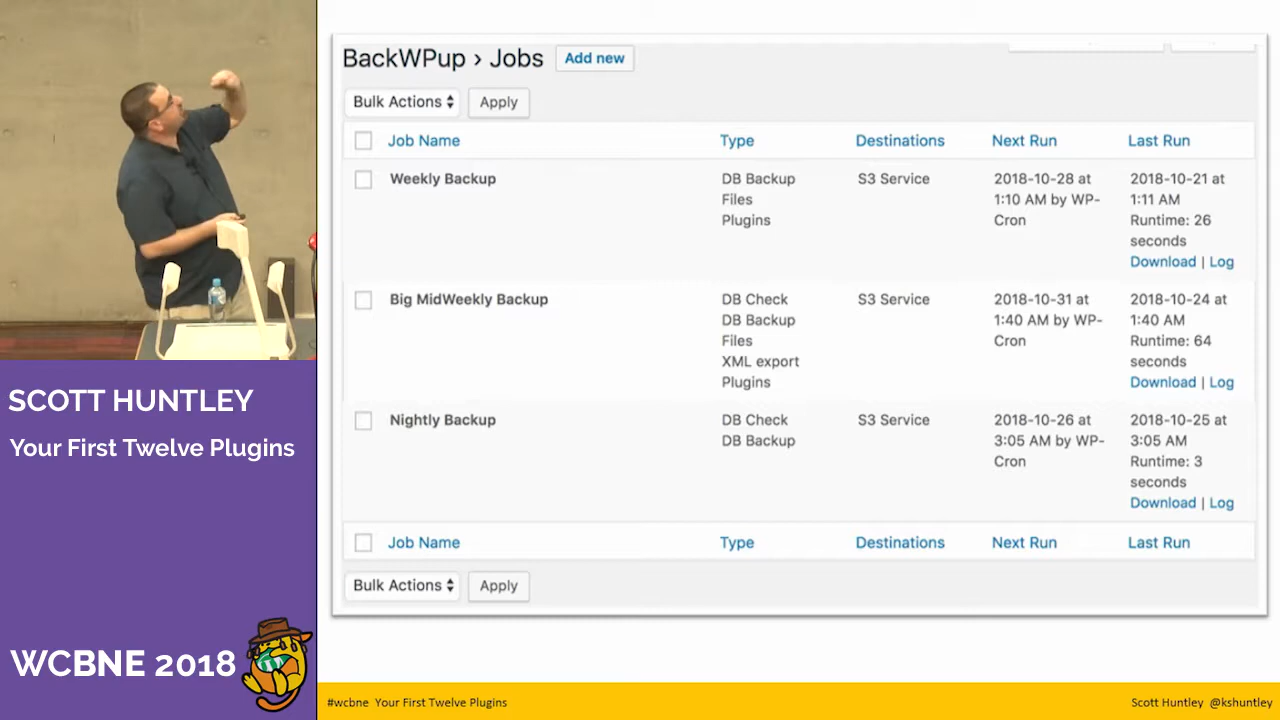 SCOTT HUNTLEY
Your First Twelve Plugins
WCBNE 2018
BackWPup › Jobs Add new
Bulk Actions Apply
Job Name Type Destinations Next Run Last Run
Weekly Backup DB Backup S3 Service 2018-10-28 at 2018-10-21 at
Files 1:10 AM by WP- 1:11 AM
Plugins Cron Runtime: 26
seconds
Download | Log
Big MidWeekly Backup DB Check S3 Service 2018-10-31 at 2018-10-24 at
DB Backup 1:40 AM by WP- 1:40 AM
Files Cron Runtime: 64
XML export seconds
Plugins Download | Log
Nightly Backup DB Check S3 Service 2018-10-26 at 2018-10-25 at
DB Backup 3:05 AM by WP- 3:05 AM
Cron Runtime: 3
seconds
Download | Log
Job Name Type Destinations Next Run Last Run
Bulk Actions Apply
#wcbne Your First Twelve Plugins Scott Huntley @kshuntley